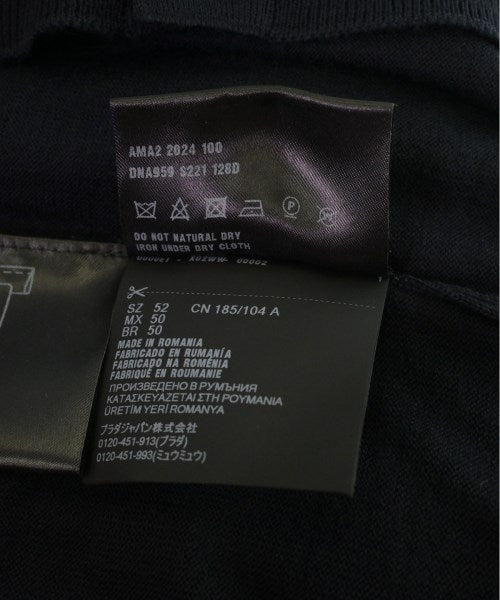 AMA2 2024 100
DNA959 S221 128D
DO NOT NATURAL DRY
IRON UNDER DRY CLOTH
SZ 52 CN 185/104 A
MX 50
BR 50
MADE IN ROMANIA
FABRICADO EN RUMANÍA
FABRICADO NA ROMÉNIA
FABRIQUÉ EN ROUMANIE
ПРОИЗВЕДЕНО В РУМЪНИЯ
ΚΑΤΑΣΚΕΥΑΖΕΤΑΙ ΣΤΗ ΡΟΥΜΑΝΙΑ
ÜRETİM YERİ ROMANYA
プラダジャパン株式会社
0120-451-913(プラダ)
0120-451-993(ミュウミュウ)